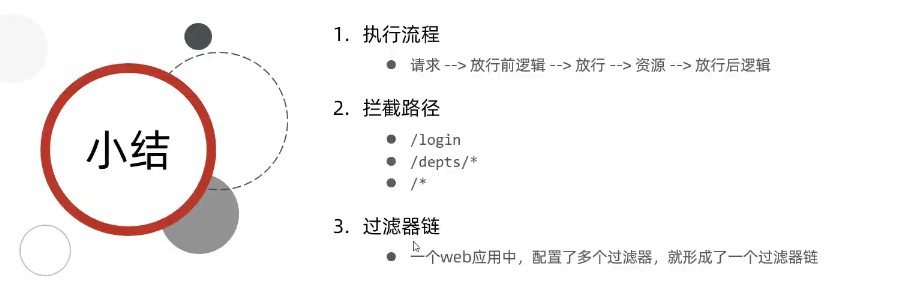 小结
1. 执行流程
请求 --> 放行前逻辑 --> 放行 --> 资源 --> 放行后逻辑
2. 拦截路径
/login
/depts/*
/*
3. 过滤器链
一个web应用中，配置了多个过滤器，就形成了一个过滤器链